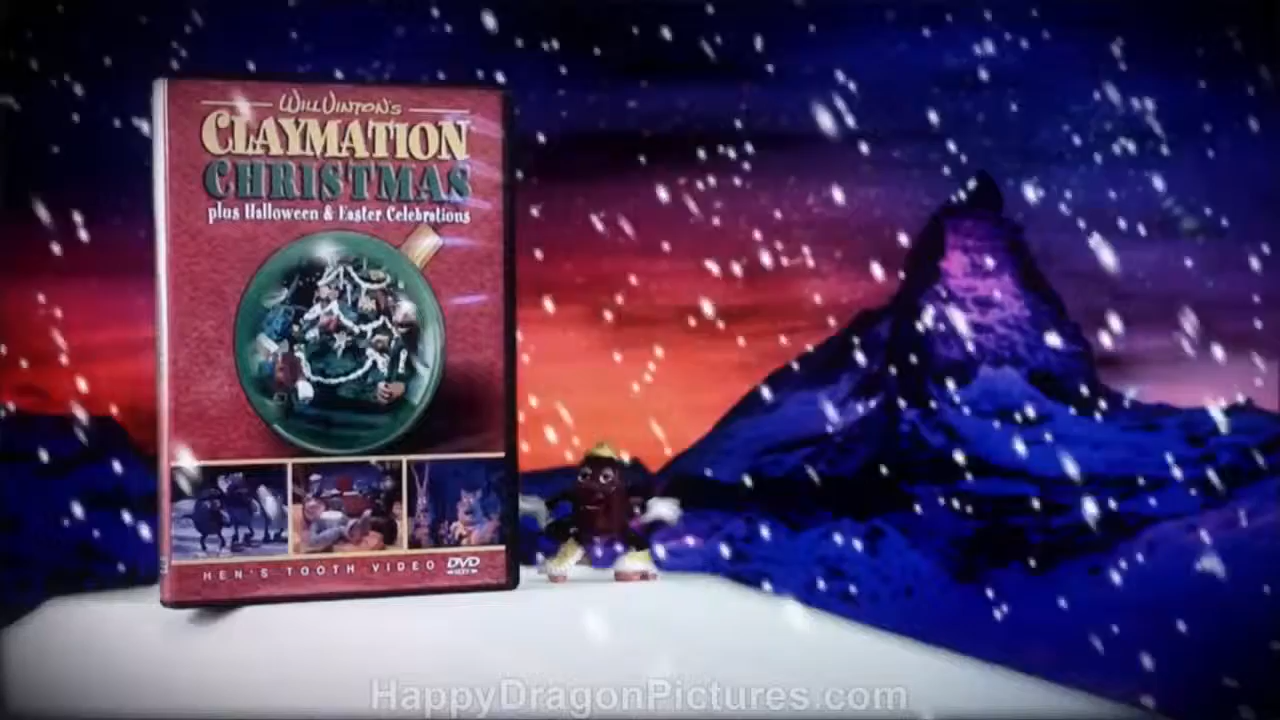 WILL VINTON'S
CLAYMATION
CHRISTMAS
plus Halloween & Easter Celebrations
HEN'S TOOTH VIDEO
DVD
HappyDragonPictures.com